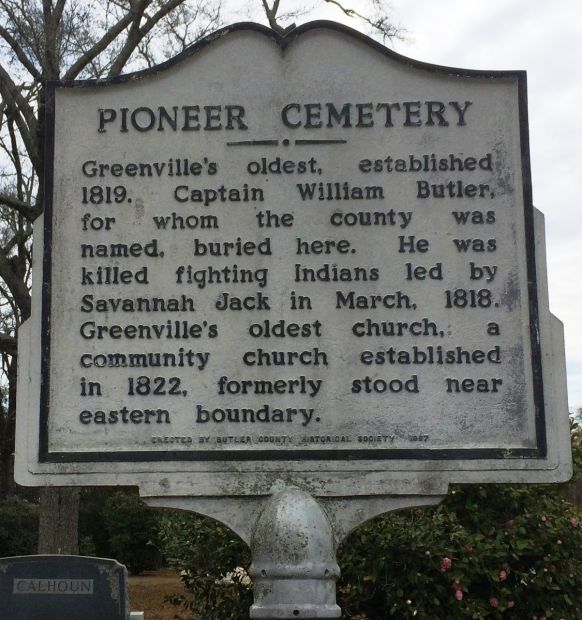 PIONEER CEMETERY
Greenville's oldest, established
1819. Captain William Butler,
for whom the county was
named, buried here. He was
killed fighting Indians led by
Savannah Jack in March, 1818.
Greenville's oldest church, a
community church established
in 1822, formerly stood near
eastern boundary.
ERECTED BY BUTLER COUNTY HISTORICAL SOCIETY 1967
CALHOUN